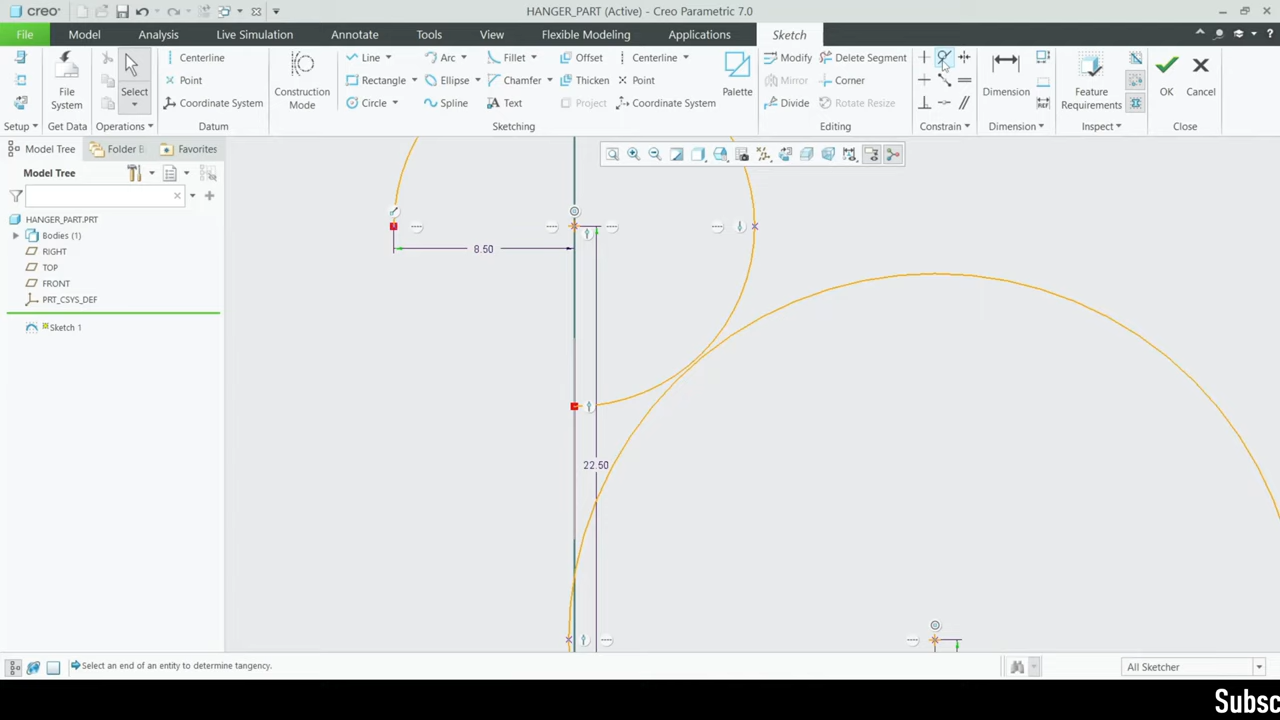 creo HANGER_PART (Active) - Creo Parametric 7.0
File Model Analysis Live Simulation Annotate Tools View Flexible Modeling Applications Sketch
Centerline Line Arc Fillet Offset Centerline Modify Delete Segment
File System Select Point Construction Mode Rectangle Ellipse Chamfer Thicken Point Palette Mirror Corner Dimension Feature Requirements OK Cancel
Coordinate System Circle Spline Text Project Coordinate System Divide Rotate Resize
Setup Get Data Operations Datum Sketching Editing Constrain Dimension Inspect Close
Model Tree Folder B Favorites
Model Tree
HANGER_PART.PRT
Bodies (1)
RIGHT
TOP
FRONT
PRT_CSYS_DEF
Sketch 1
8.50
22.50
Select an end of an entity to determine tangency. All Sketcher
Subsc